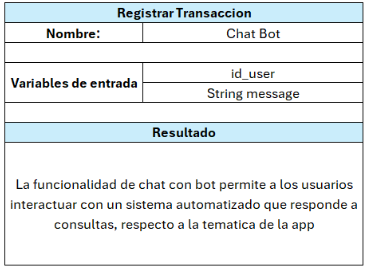 Registrar Transaccion
Nombre: Chat Bot
Variables de entrada
id_user
String message
Resultado
La funcionalidad de chat con bot permite a los usuarios
interactuar con un sistema automatizado que responde a
consultas, respecto a la tematica de la app